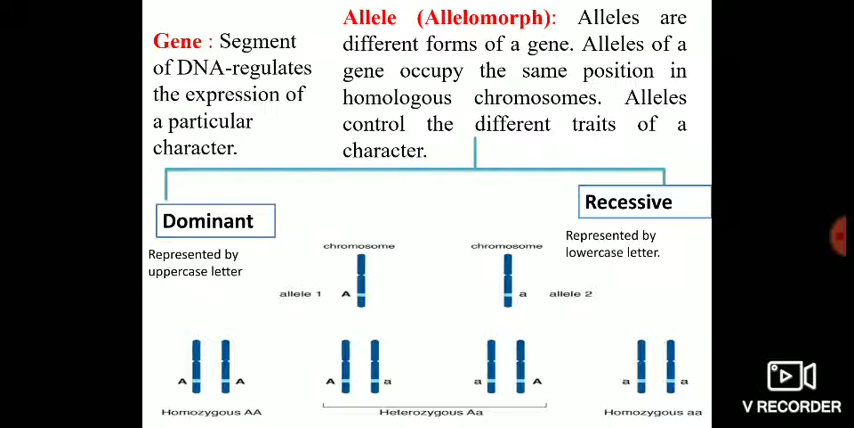 Gene : Segment
of DNA-regulates
the expression of
a particular
character.
Allele (Allelomorph): Alleles are
different forms of a gene. Alleles of a
gene occupy the same position in
homologous chromosomes. Alleles
control the different traits of a
character.
Dominant
Recessive
Represented by
uppercase letter
Represented by
lowercase letter.
chromosome
chromosome
allele 1 A
a allele 2
A A
A a
a A
a a
Homozygous AA
Heterozygous Aa
Homozygous aa
V RECORDER